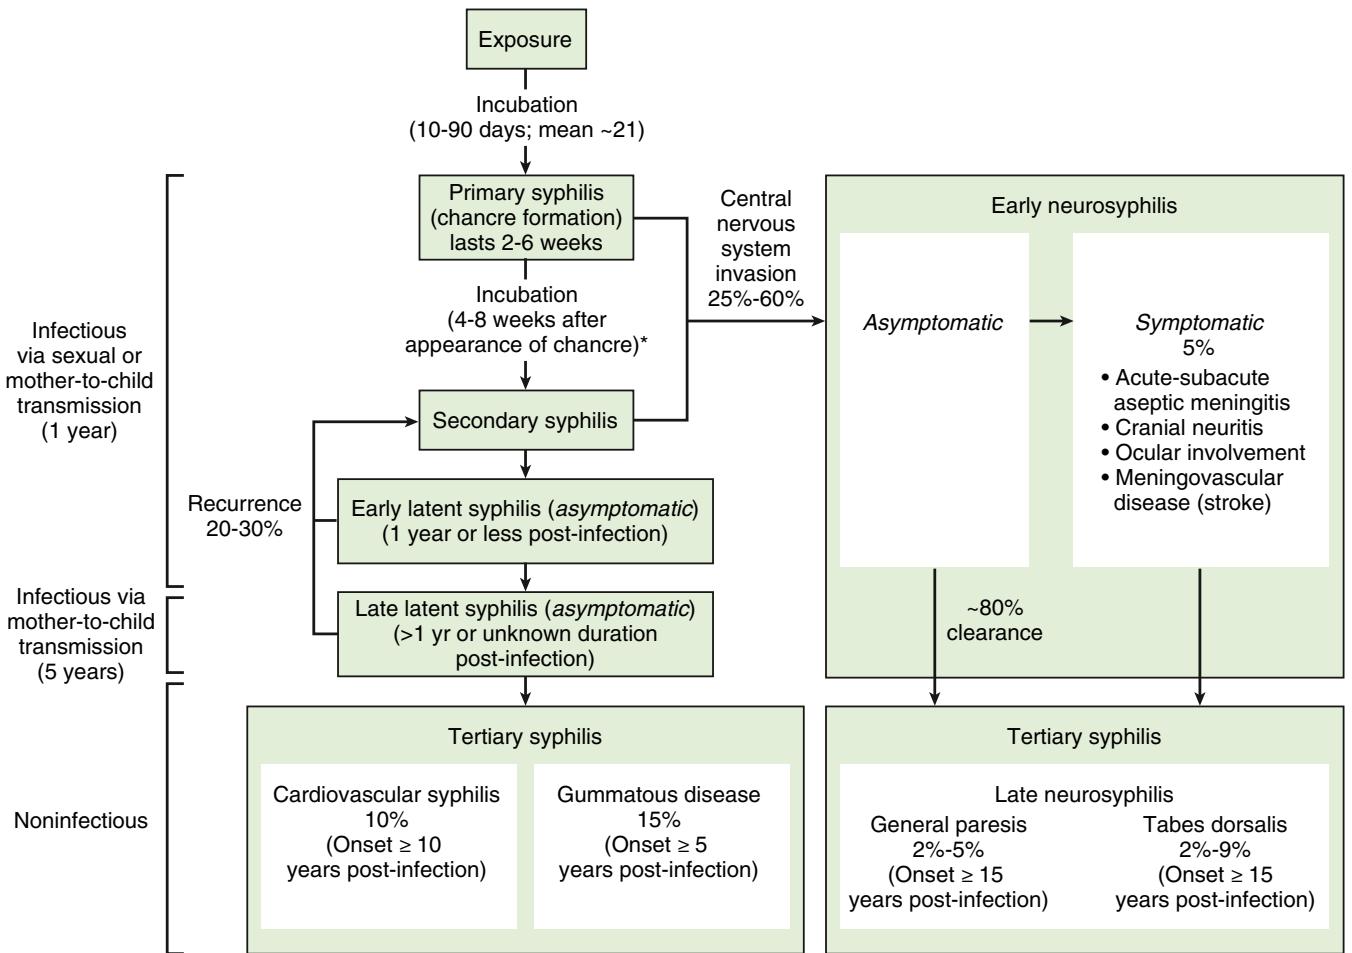 Exposure
Incubation
(10-90 days; mean ~21)
Primary syphilis
(chancre formation)
lasts 2-6 weeks
Incubation
(4-8 weeks after
appearance of chancre)*
Secondary syphilis
Early latent syphilis (asymptomatic)
(1 year or less post-infection)
Late latent syphilis (asymptomatic)
(>1 yr or unknown duration
post-infection)
Recurrence
20-30%
Infectious
via sexual or
mother-to-child
transmission
(1 year)
Infectious via
mother-to-child
transmission
(5 years)
Noninfectious
Central
nervous
system
invasion
25%-60%
Early neurosyphilis
Asymptomatic
Symptomatic
5%
• Acute-subacute
aseptic meningitis
• Cranial neuritis
• Ocular involvement
• Meningovascular
disease (stroke)
~80%
clearance
Tertiary syphilis
Cardiovascular syphilis
10%
(Onset ≥ 10
years post-infection)
Gummatous disease
15%
(Onset ≥ 5
years post-infection)
Tertiary syphilis
Late neurosyphilis
General paresis
2%-5%
(Onset ≥ 15
years post-infection)
Tabes dorsalis
2%-9%
(Onset ≥ 15
years post-infection)